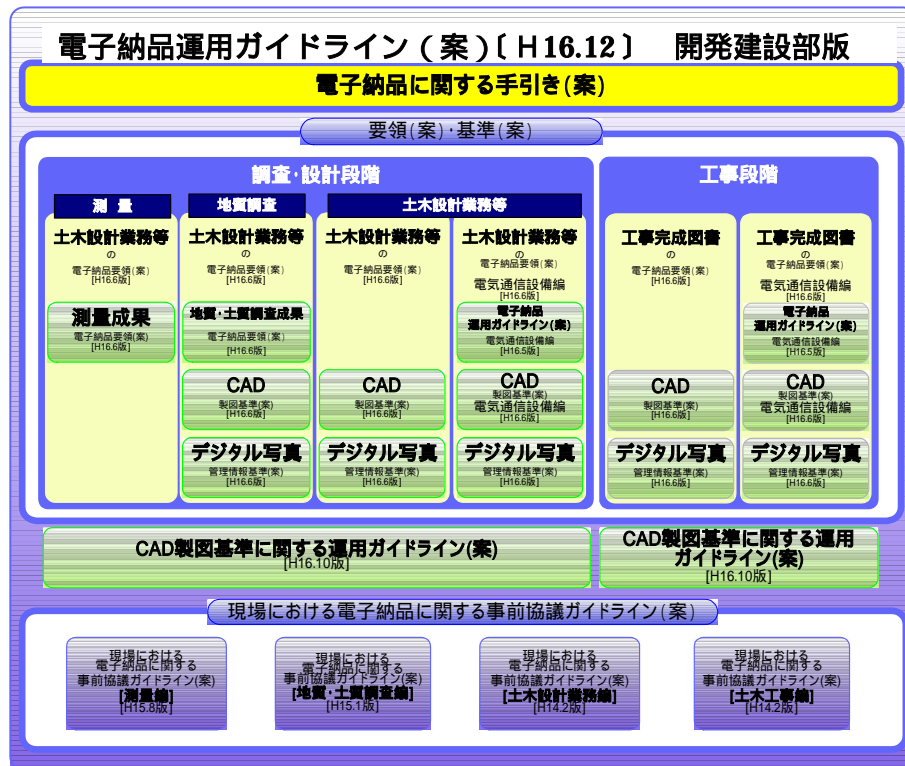 電子納品運用ガイドライン(案)〔H16.12〕 開発建設部版
電子納品に関する手引き(案)
要領(案)・基準(案)
調査・設計段階
測 量
土木設計業務等
の
電子納品要領(案)
[H16.6版]
測量成果
電子納品要領(案)
[H16.6版]
地質調査
土木設計業務等
の
電子納品要領(案)
[H16.6版]
地質・土質調査成果
電子納品要領(案)
[H16.6版]
CAD
製図基準(案)
[H16.6版]
デジタル写真
管理情報基準(案)
[H16.6版]
土木設計業務等
土木設計業務等
の
電子納品要領(案)
[H16.6版]
CAD
製図基準(案)
[H16.6版]
デジタル写真
管理情報基準(案)
[H16.6版]
土木設計業務等
の
電子納品要領(案)
電気通信設備編
[H16.6版]
電子納品
運用ガイドライン(案)
電気通信設備編
[H16.5版]
CAD
製図基準(案)
電気通信設備編
[H16.6版]
デジタル写真
管理情報基準(案)
[H16.6版]
工事段階
工事完成図書
の
電子納品要領(案)
[H16.6版]
CAD
製図基準(案)
[H16.6版]
デジタル写真
管理情報基準(案)
[H16.6版]
工事完成図書
の
電子納品要領(案)
電気通信設備編
[H16.6版]
電子納品
運用ガイドライン(案)
電気通信設備編
[H16.5版]
CAD
製図基準(案)
電気通信設備編
[H16.6版]
デジタル写真
管理情報基準(案)
[H16.6版]
CAD製図基準に関する運用ガイドライン(案)
[H16.10版]
CAD製図基準に関する運用
ガイドライン(案)
[H16.10版]
現場における電子納品に関する事前協議ガイドライン(案)
現場における
電子納品に関する
事前協議ガイドライン(案)
[測量編]
[H15.8版]
現場における
電子納品に関する
事前協議ガイドライン(案)
[地質・土質調査編]
[H15.1版]
現場における
電子納品に関する
事前協議ガイドライン(案)
[土木設計業務編]
[H14.2版]
現場における
電子納品に関する
事前協議ガイドライン(案)
[土木工事編]
[H14.2版]